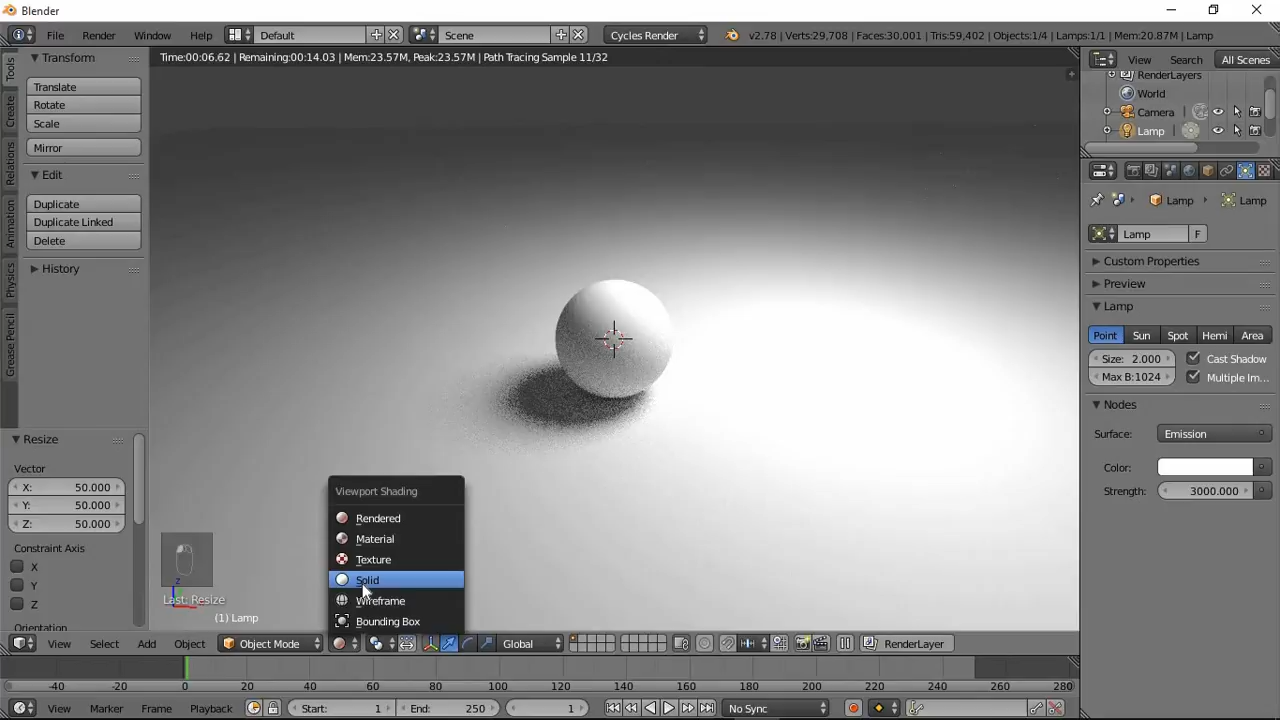 Blender
File Render Window Help Default Scene Cycles Render v2.78 | Verts:29,708 | Faces:30,001 | Tris:59,402 | Objects:1/4 | Lamps:1/1 | Mem:20.87M | Lamp
Time:00:06.62 | Remaining:00:14.03 | Mem:23.57M, Peak:23.57M | Path Tracing Sample 11/32
Tools
Create
Relations
Animation
Physics
Grease Pencil
Transform
Translate
Rotate
Scale
Mirror
Edit
Duplicate
Duplicate Linked
Delete
History
Resize
Vector
X: 50.000
Y: 50.000
Z: 50.000
Constraint Axis
X
Y
Z
Orientation
z
Last: Resize
(1) Lamp
Viewport Shading
Rendered
Material
Texture
Solid
Wireframe
Bounding Box
View Search All Scenes
RenderLayers
World
Camera
Lamp
Lamp Lamp
Lamp F
Custom Properties
Preview
Lamp
Point Sun Spot Hemi Area
Size: 2.000 Cast Shadow
Max B:1024 Multiple Im...
Nodes
Surface: Emission
Color:
Strength: 3000.000
View Select Add Object Object Mode Global RenderLayer
-40 -20 0 20 40 60 80 100 120 140 160 180 200 220 240 260 280
View Marker Frame Playback Start: 1 End: 250 1 No Sync